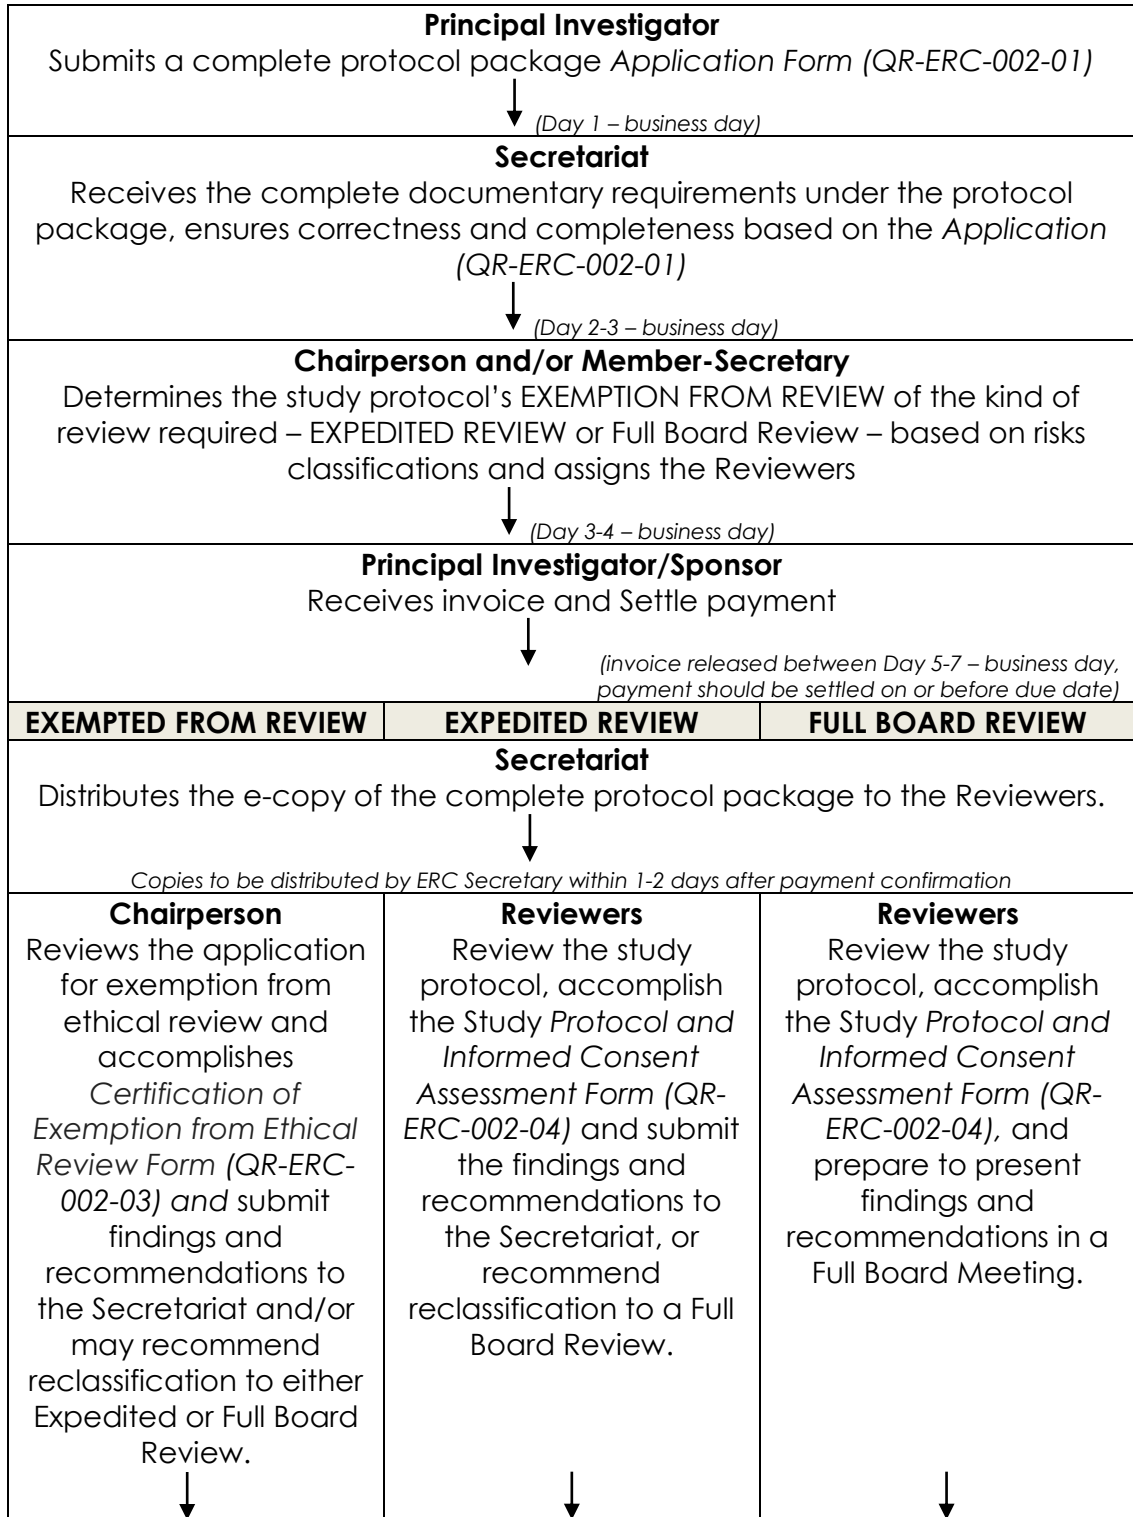 Principal Investigator
Submits a complete protocol package Application Form (QR-ERC-002-01)
(Day 1 – business day)
Secretariat
Receives the complete documentary requirements under the protocol
package, ensures correctness and completeness based on the Application
(QR-ERC-002-01)
(Day 2-3 – business day)
Chairperson and/or Member-Secretary
Determines the study protocol’s EXEMPTION FROM REVIEW of the kind of
review required – EXPEDITED REVIEW or Full Board Review – based on risks
classifications and assigns the Reviewers
(Day 3-4 – business day)
Principal Investigator/Sponsor
Receives invoice and Settle payment
(invoice released between Day 5-7 – business day,
payment should be settled on or before due date)
EXEMPTED FROM REVIEW
EXPEDITED REVIEW
FULL BOARD REVIEW
Secretariat
Distributes the e-copy of the complete protocol package to the Reviewers.
Copies to be distributed by ERC Secretary within 1-2 days after payment confirmation
Chairperson
Reviews the application
for exemption from
ethical review and
accomplishes
Certification of
Exemption from Ethical
Review Form (QR-ERC-
002-03) and submit
findings and
recommendations to
the Secretariat and/or
may recommend
reclassification to either
Expedited or Full Board
Review.
Reviewers
Review the study
protocol, accomplish
the Study Protocol and
Informed Consent
Assessment Form (QR-
ERC-002-04) and submit
the findings and
recommendations to
the Secretariat, or
recommend
reclassification to a Full
Board Review.
Reviewers
Review the study
protocol, accomplish
the Study Protocol and
Informed Consent
Assessment Form (QR-
ERC-002-04), and
prepare to present
findings and
recommendations in a
Full Board Meeting.